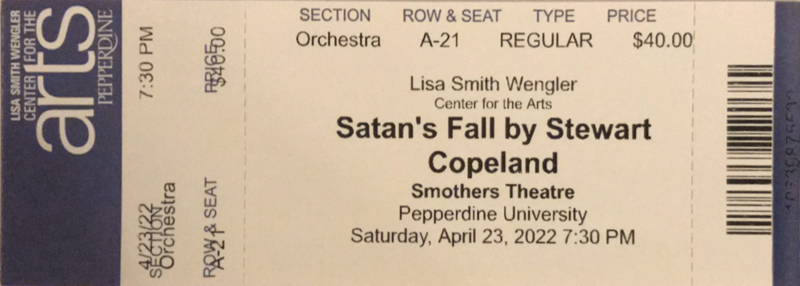 LISA SMITH WENGLER
CENTER FOR THE
arts
PEPPERDINE
7:30 PM
PRICE
$40.00
4/23/22
SECTION
Orchestra
ROW & SEAT
A-21
SECTION ROW & SEAT TYPE PRICE
Orchestra A-21 REGULAR $40.00
Lisa Smith Wengler
Center for the Arts
Satan's Fall by Stewart
Copeland
Smothers Theatre
Pepperdine University
Saturday, April 23, 2022 7:30 PM